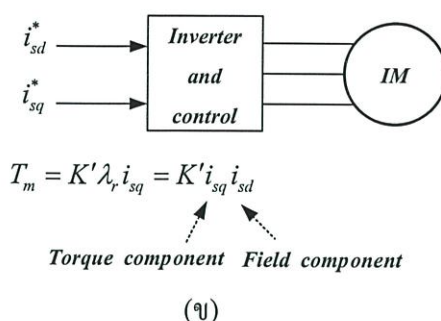 i*sd
i*sq
Inverter
and
control
IM
Tm = K'λr isq = K'isq isd
Torque component Field component
(ข)